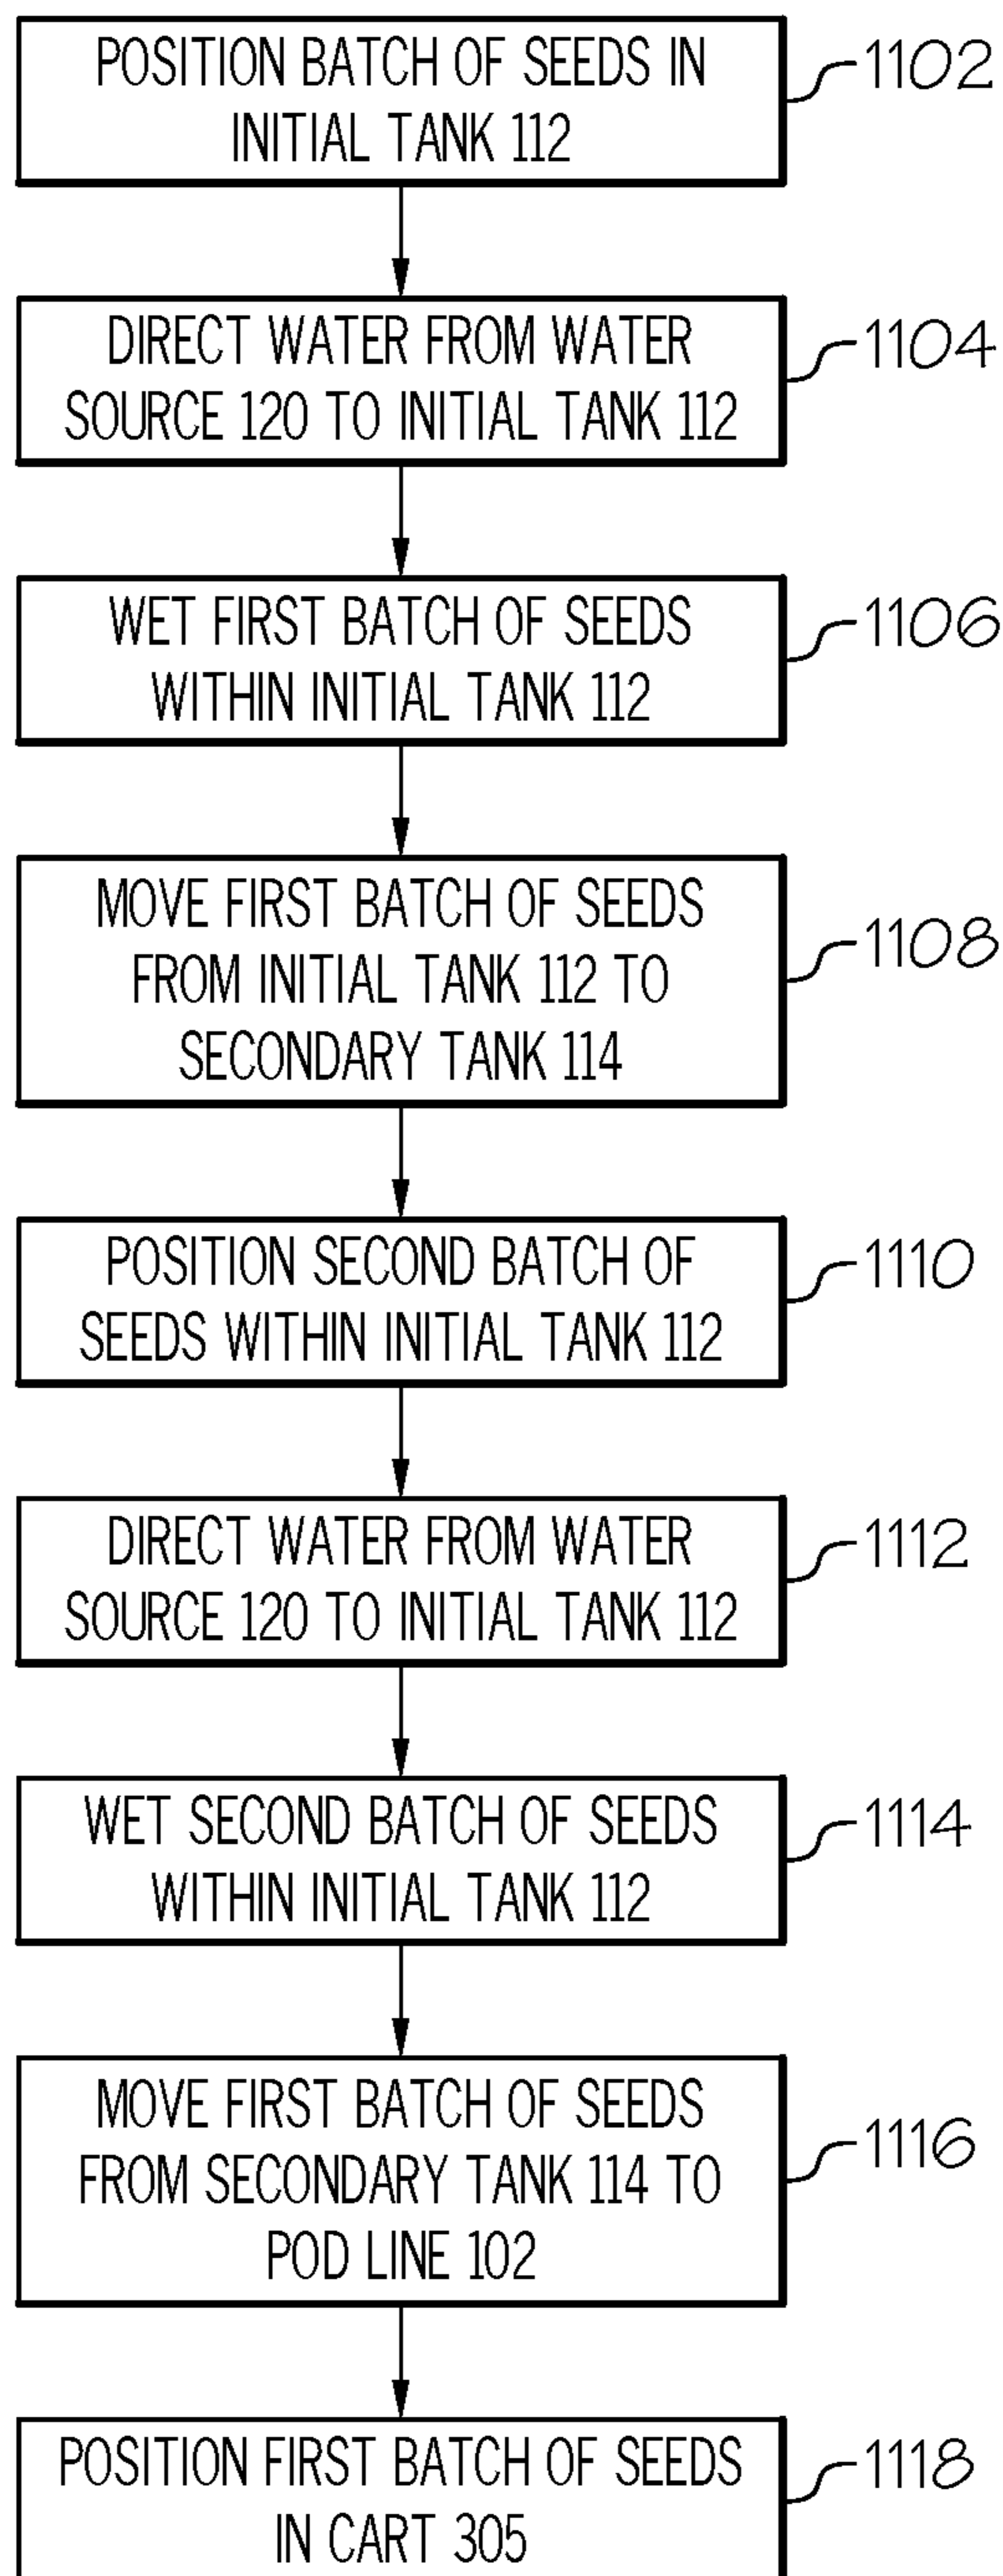 POSITION BATCH OF SEEDS IN
INITIAL TANK 112
1102
DIRECT WATER FROM WATER
SOURCE 120 TO INITIAL TANK 112
1104
WET FIRST BATCH OF SEEDS
WITHIN INITIAL TANK 112
1106
MOVE FIRST BATCH OF SEEDS
FROM INITIAL TANK 112 TO
SECONDARY TANK 114
1108
POSITION SECOND BATCH OF
SEEDS WITHIN INITIAL TANK 112
1110
DIRECT WATER FROM WATER
SOURCE 120 TO INITIAL TANK 112
1112
WET SECOND BATCH OF SEEDS
WITHIN INITIAL TANK 112
1114
MOVE FIRST BATCH OF SEEDS
FROM SECONDARY TANK 114 TO
POD LINE 102
1116
POSITION FIRST BATCH OF SEEDS
IN CART 305
1118